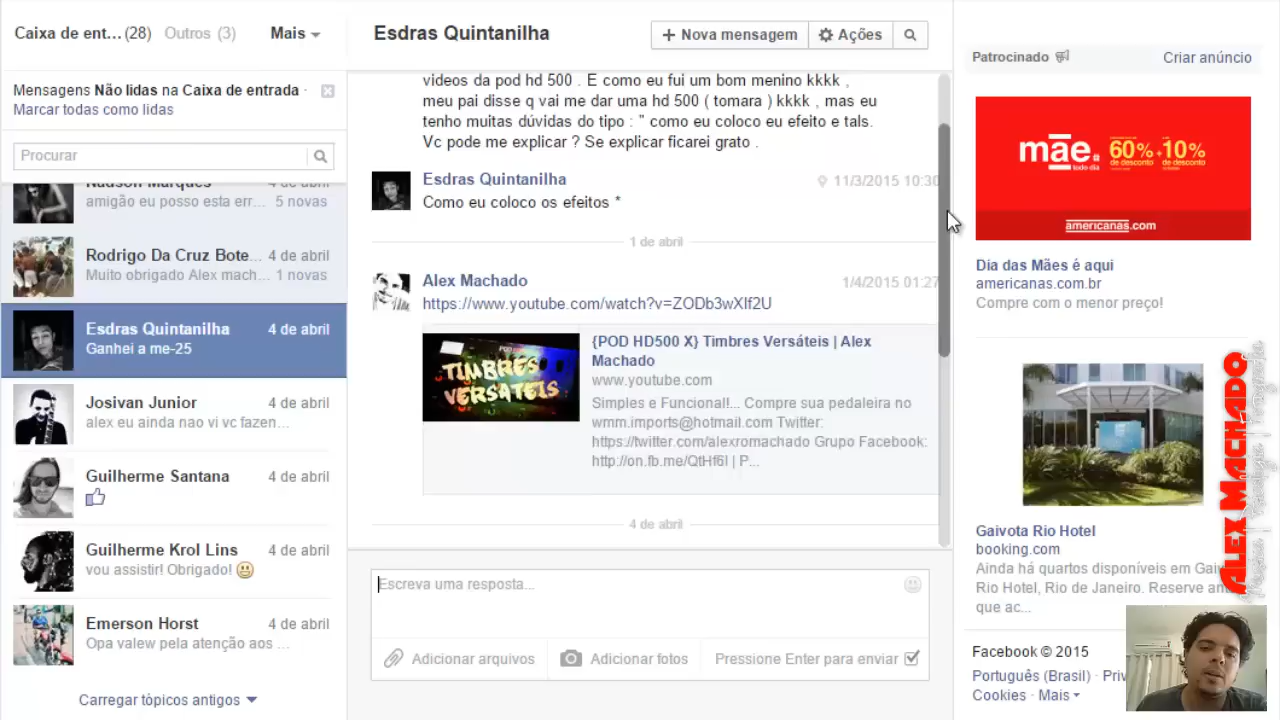 Caixa de ent... (28)
Outros (3)
Mais
Mensagens Não lidas na Caixa de entrada ·
Marcar todas como lidas
Procurar
Nadson Marques
amigão eu posso esta err... 5 novas
Rodrigo Da Cruz Bote... 4 de abril
Muito obrigado Alex mach... 1 novas
Esdras Quintanilha 4 de abril
Ganhei a me-25
Josivan Junior 4 de abril
alex eu ainda nao vi vc fazen...
Guilherme Santana 4 de abril
Guilherme Krol Lins 4 de abril
vou assistir! Obrigado!
Emerson Horst 4 de abril
Opa valew pela atenção aos ...
Carregar tópicos antigos
Esdras Quintanilha
+ Nova mensagem
Ações
videos da pod hd 500 . E como eu fui um bom menino kkkk ,
meu pai disse q vai me dar uma hd 500 ( tomara ) kkkk , mas eu
tenho muitas dúvidas do tipo : " como eu coloco eu efeito e tals.
Vc pode me explicar ? Se explicar ficarei grato .
Esdras Quintanilha 11/3/2015 10:30
Como eu coloco os efeitos *
1 de abril
Alex Machado 1/4/2015 01:27
https://www.youtube.com/watch?v=ZODb3wXIf2U
TIMBRES
VERSÁTEIS
{POD HD500 X} Timbres Versáteis | Alex
Machado
www.youtube.com
Simples e Funcional!... Compre sua pedaleira no
wmm.imports@hotmail.com Twitter:
https://twitter.com/alexromachado Grupo Facebook:
http://on.fb.me/QtHf6I | P...
4 de abril
Escreva uma resposta...
Adicionar arquivos
Adicionar fotos
Pressione Enter para enviar
Patrocinado
Criar anúncio
mãe
todo dia
60% de desconto + 10% de desconto
americanas.com
Dia das Mães é aqui
americanas.com.br
Compre com o menor preço!
Gaivota Rio Hotel
booking.com
Ainda há quartos disponíveis em Gai
Rio Hotel, Rio de Janeiro. Reserve ant
que ac...
Facebook © 2015
Português (Brasil) · Priv
Cookies · Mais
ALEX MACHADO